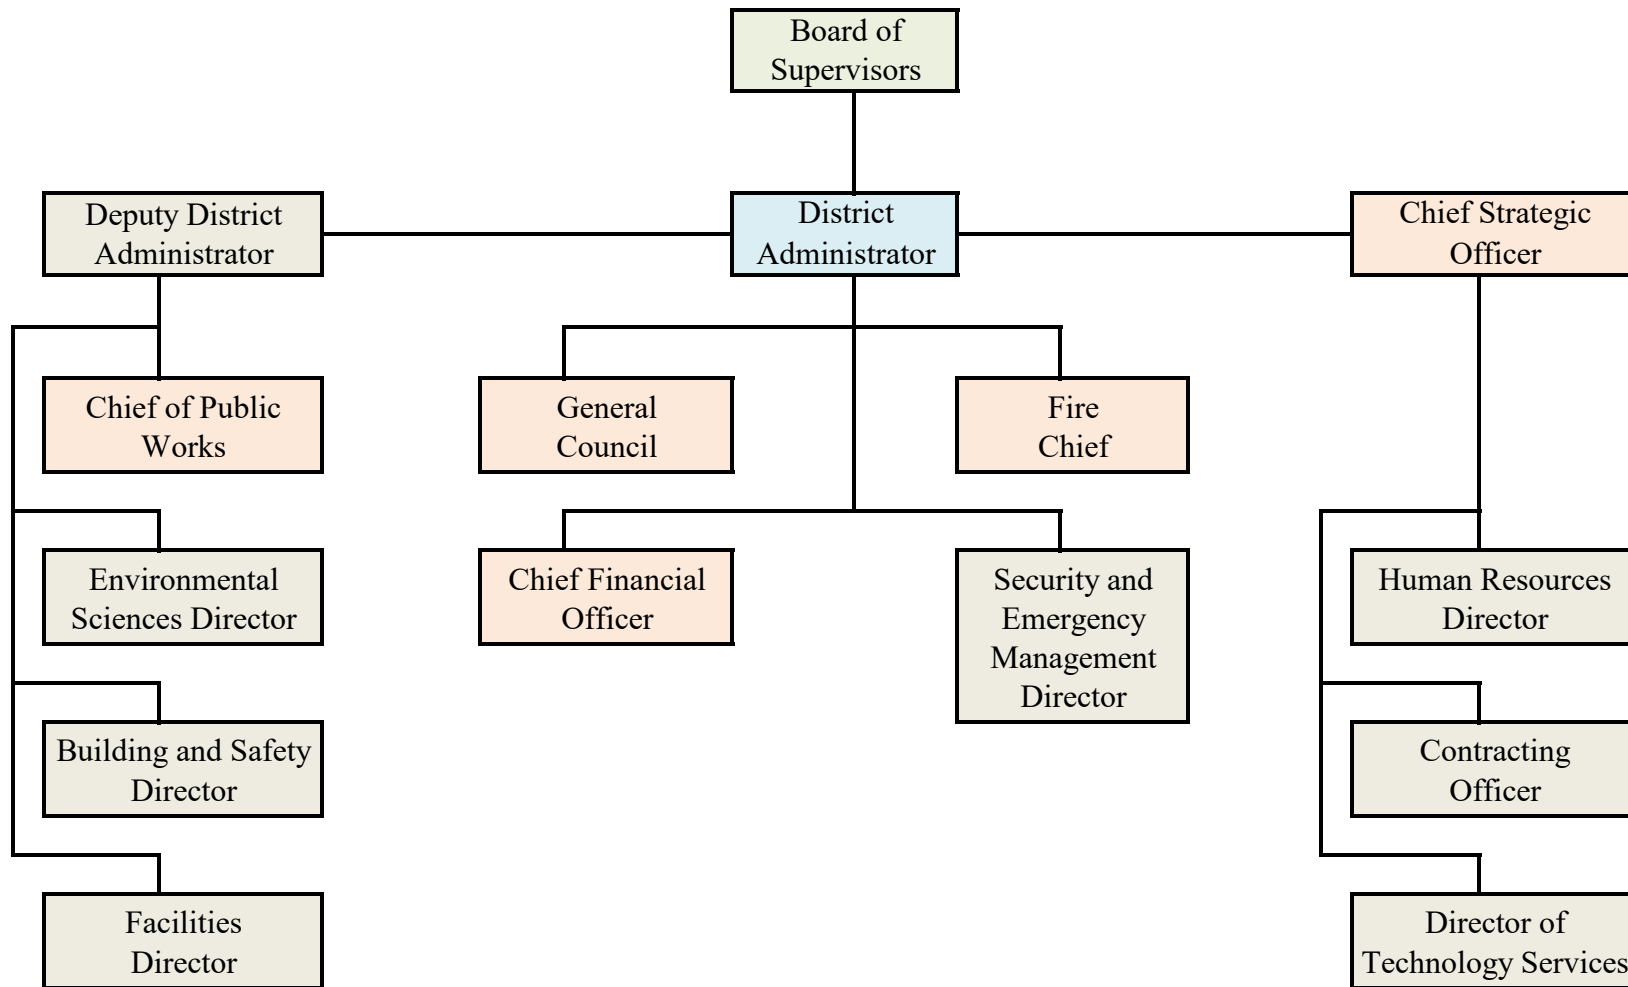 Board of
Supervisors
Deputy District
Administrator
District
Administrator
Chief Strategic
Officer
Chief of Public
Works
General
Council
Fire
Chief
Environmental
Sciences Director
Chief Financial
Officer
Security and
Emergency
Management
Director
Human Resources
Director
Building and Safety
Director
Contracting
Officer
Facilities
Director
Director of
Technology Services